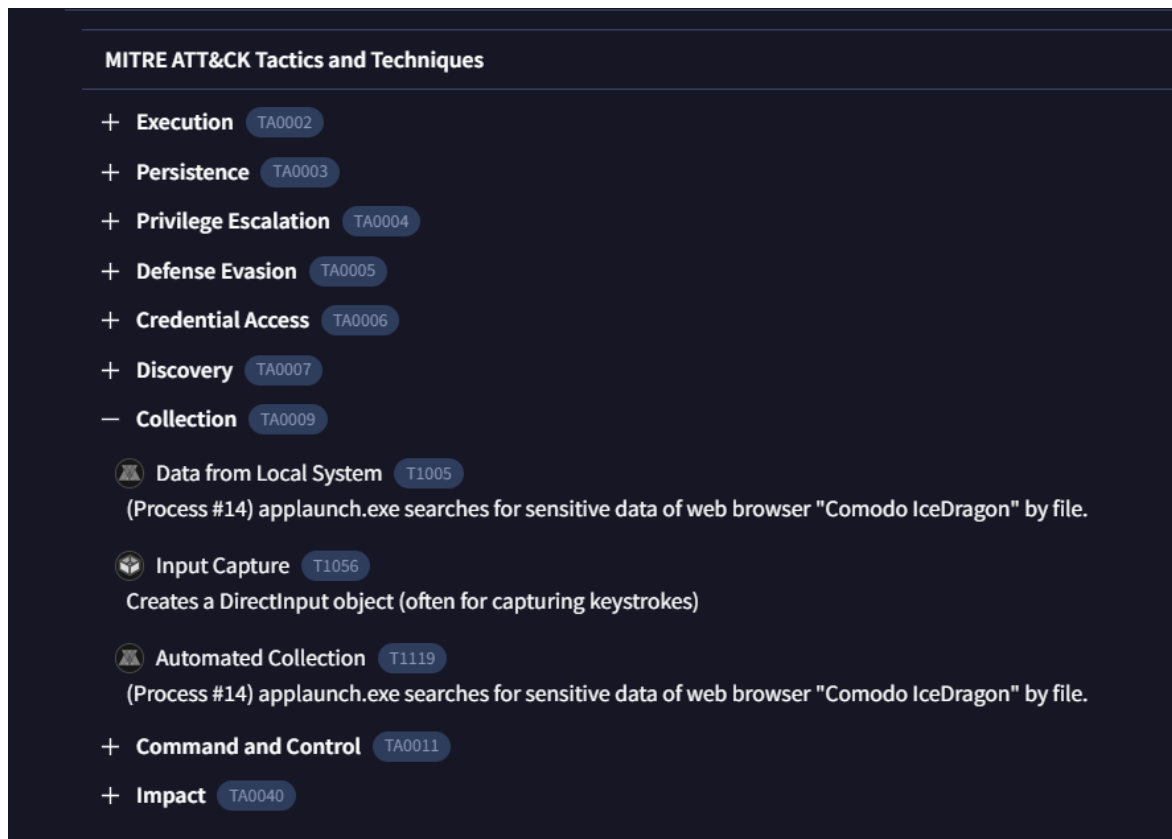 MITRE ATT&CK Tactics and Techniques
Execution TA0002
Persistence TA0003
Privilege Escalation TA0004
Defense Evasion TA0005
Credential Access TA0006
Discovery TA0007
Collection TA0009
Data from Local System T1005
(Process #14) applaunch.exe searches for sensitive data of web browser "Comodo IceDragon" by file.
Input Capture T1056
Creates a DirectInput object (often for capturing keystrokes)
Automated Collection T1119
(Process #14) applaunch.exe searches for sensitive data of web browser "Comodo IceDragon" by file.
Command and Control TA0011
Impact TA0040